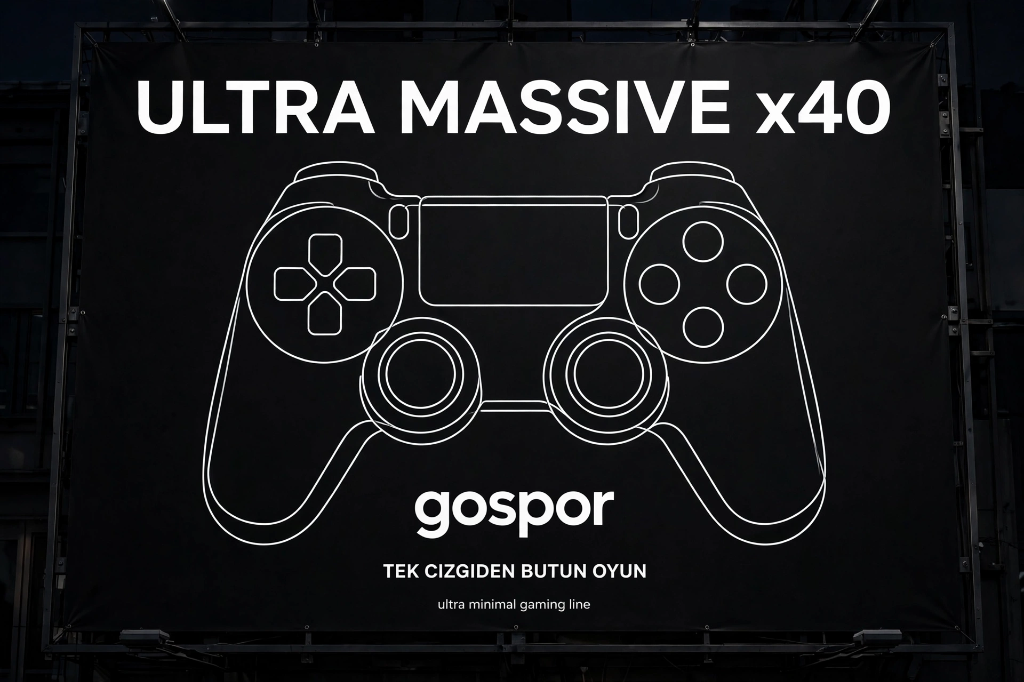 ULTRA MASSIVE x40
gospor
TEK CIZGIDEN BUTUN OYUN
ultra minimal gaming line